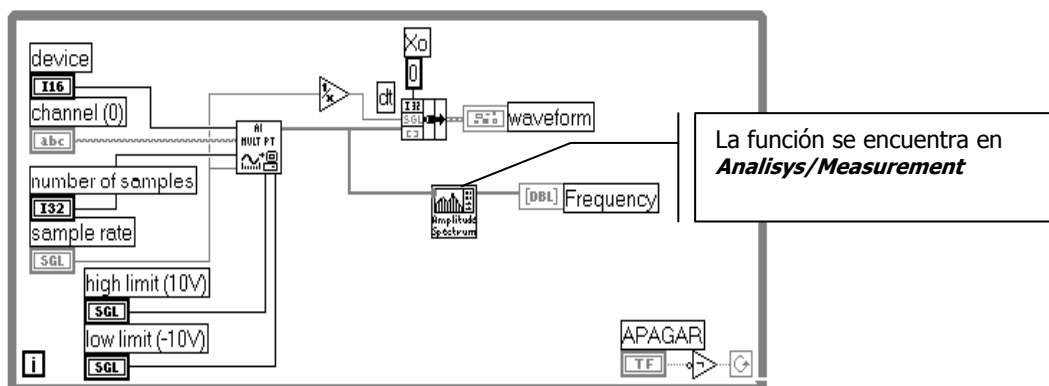 device
I16
channel (0)
abc
number of samples
I32
sample rate
SGL
high limit (10V)
SGL
low limit (-10V)
SGL
i
AI
MULT PT
1/x
Xo
0
dt
I32
SGL
[]
waveform
Amplitude
Spectrum
[DBL]
Frequency
La función se encuentra en
Analisys/Measurement
APAGAR
TF